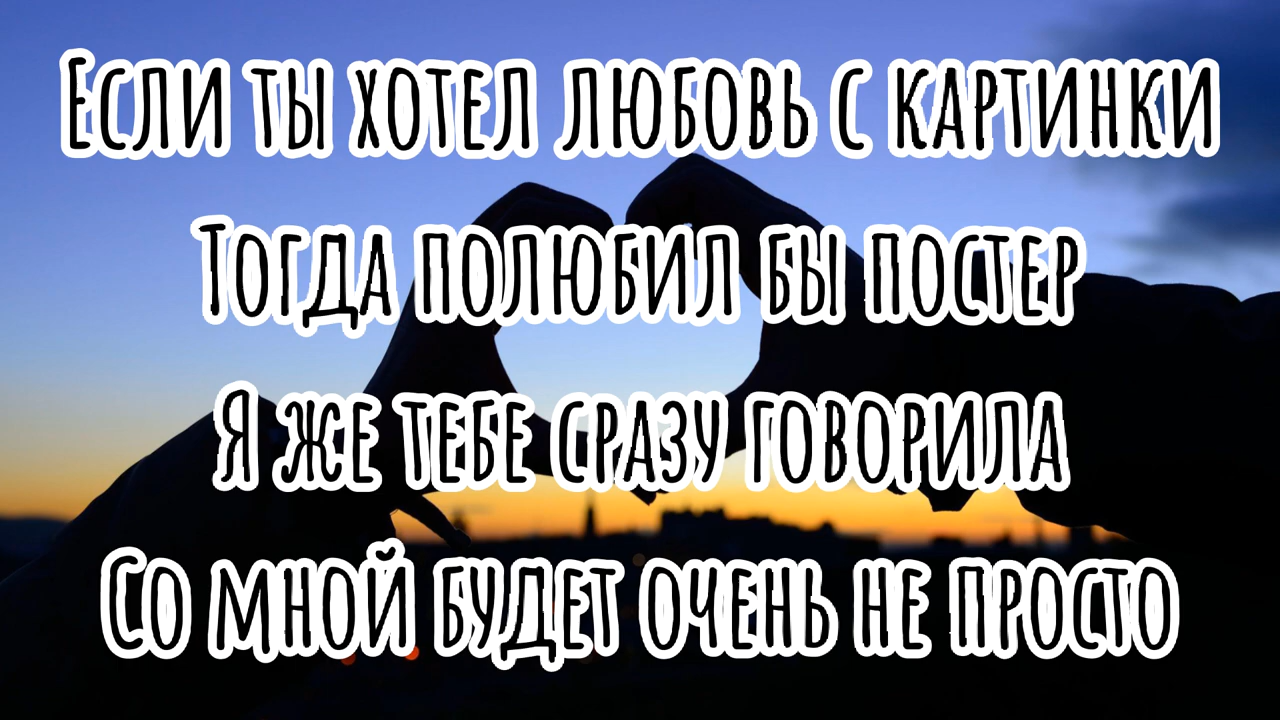 Если ты хотел любовь с картинки
Тогда полюбил бы постер
Я же тебе сразу говорила
Со мной будет очень не просто